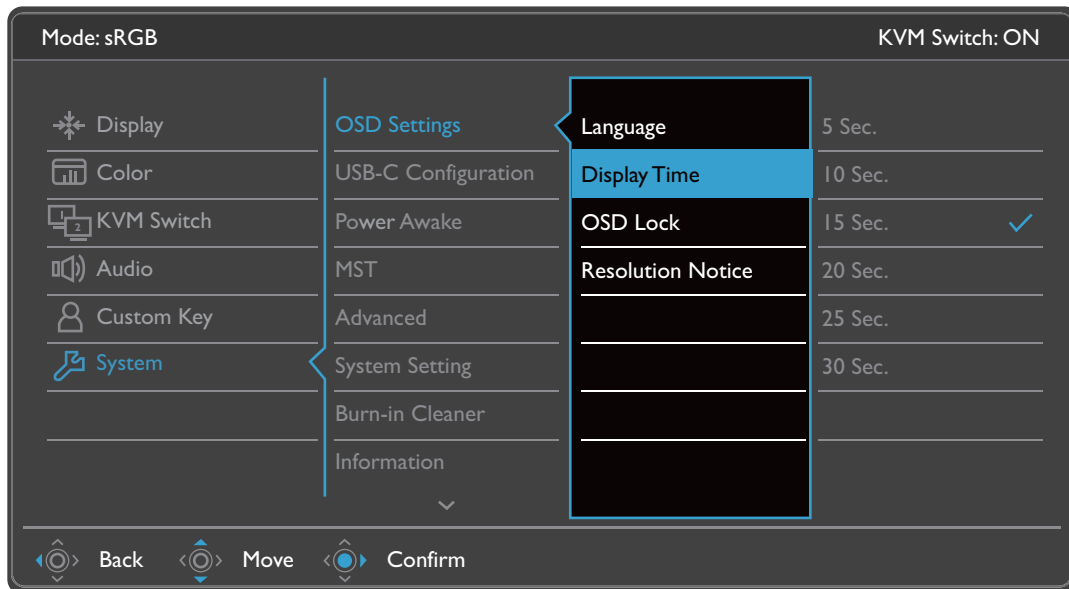 Mode: sRGB
KVM Switch: ON
Display
Color
1
2
KVM Switch
Audio
Custom Key
System
OSD Settings
USB-C Configuration
Power Awake
MST
Advanced
System Setting
Burn-in Cleaner
Information
Language
Display Time
OSD Lock
Resolution Notice
5 Sec.
10 Sec.
15 Sec.
20 Sec.
25 Sec.
30 Sec.
Back
Move
Confirm